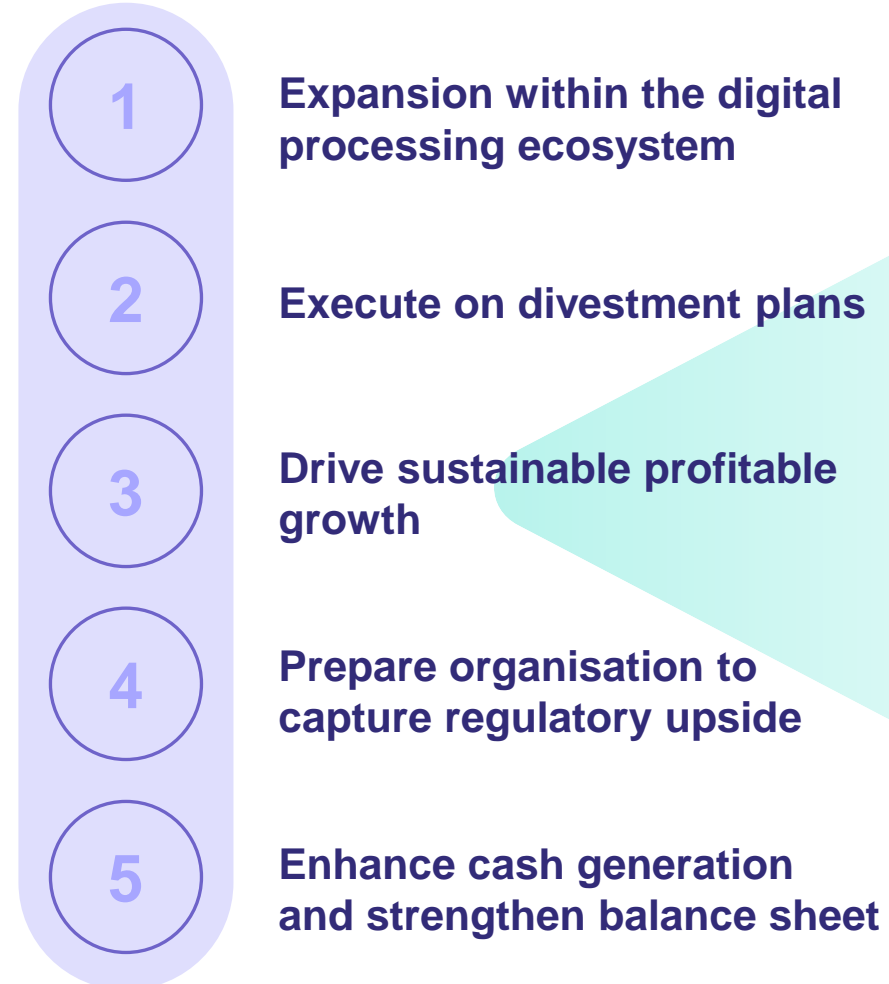 1
Expansion within the digital
processing ecosystem
2
Execute on divestment plans
3
Drive sustainable profitable
growth
4
Prepare organisation to
capture regulatory upside
5
Enhance cash generation
and strengthen balance sheet